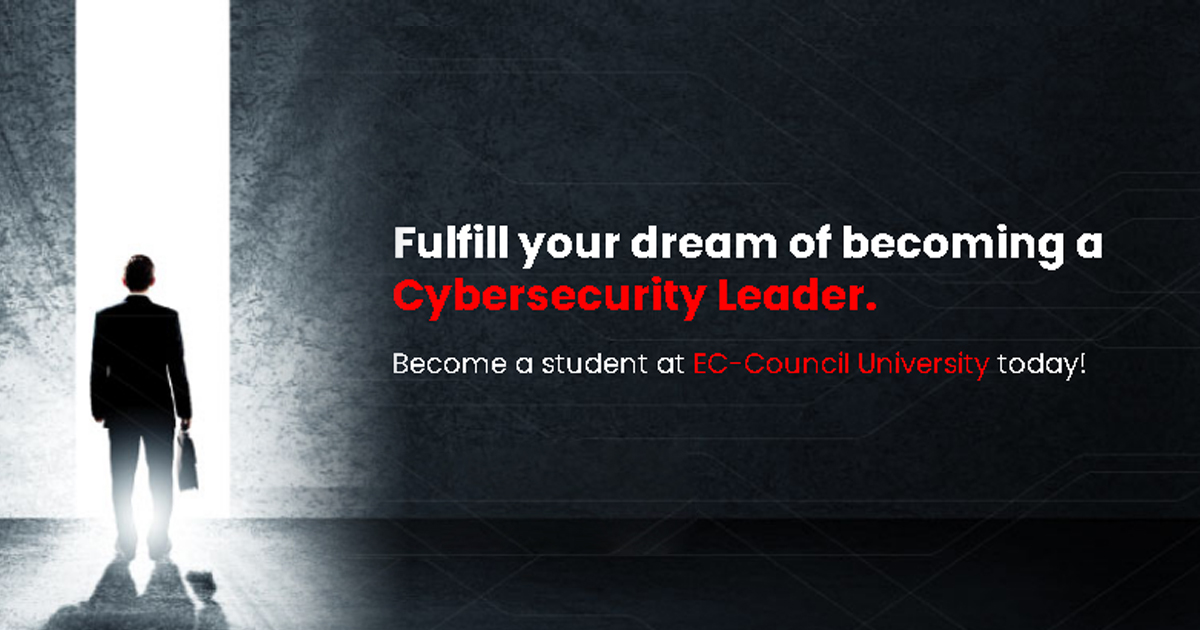 Fulfill your dream of becoming a
Cybersecurity Leader.
Become a student at EC-Council University today!